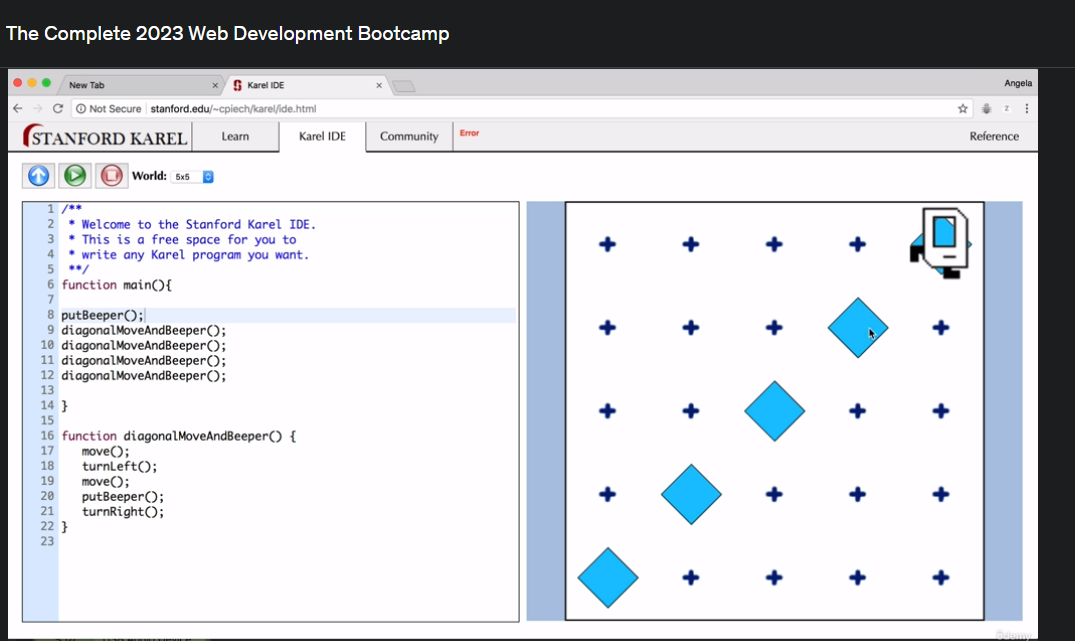 The Complete 2023 Web Development Bootcamp
New Tab
Karel IDE
Angela
Not Secure stanford.edu/~cpiech/karel/ide.html
STANFORD KAREL
Learn
Karel IDE
Community
Error
Reference
World: 5x5
1 /**
2 * Welcome to the Stanford Karel IDE.
3 * This is a free space for you to
4 * write any Karel program you want.
5 **/
6 function main(){
7
8 putBeeper();
9 diagonalMoveAndBeeper();
10 diagonalMoveAndBeeper();
11 diagonalMoveAndBeeper();
12 diagonalMoveAndBeeper();
13
14 }
15
16 function diagonalMoveAndBeeper() {
17 move();
18 turnLeft();
19 move();
20 putBeeper();
21 turnRight();
22 }
23